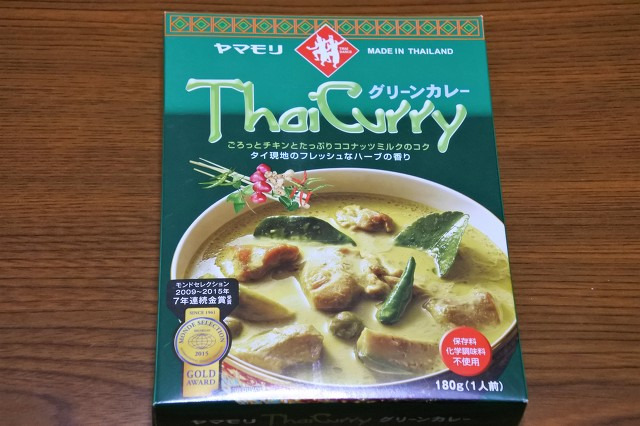 ヤマモリ
MADE IN THAILAND
グリーンカレー
ThaiCurry
ごろっとチキンとたっぷりココナッツミルクのコク
タイ現地のフレッシュなハーブの香り
モンドセレクション
2009~2015年
7年連続金賞受賞
SINCE 1961
MONDE SELECTION
2015
GOLD
AWARD
保存料
化学調味料
不使用
180g(1人前)
ヤマモリ ThaiCurry グリーンカレー